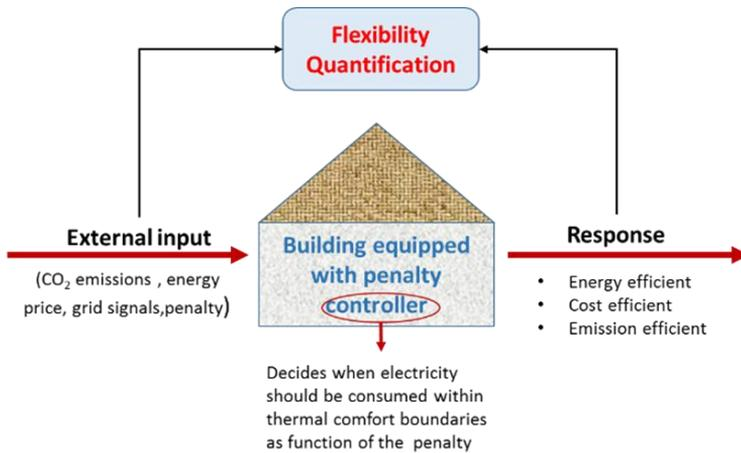 Flexibility
Quantification
External input
(CO₂ emissions , energy
price, grid signals,penalty)
Building equipped
with penalty
controller
Response
• Energy efficient
• Cost efficient
• Emission efficient
Decides when electricity
should be consumed within
thermal comfort boundaries
as function of the penalty